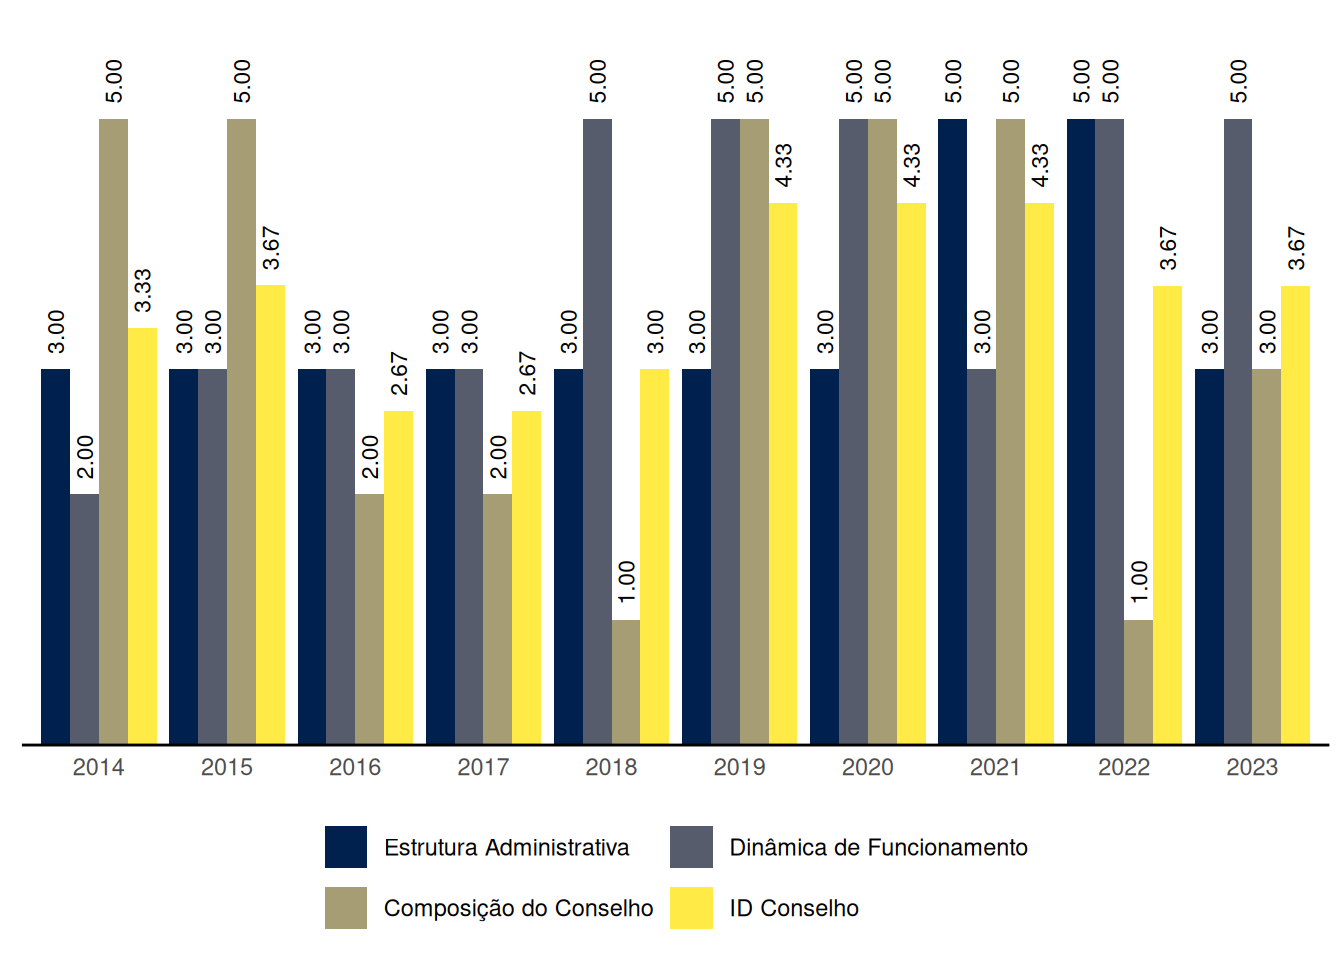 3.00 2.00 5.00 3.33 3.00 3.00 5.00 3.67 3.00 3.00 2.00 2.67 3.00 3.00 2.00 2.67 3.00 5.00 1.00 3.00 3.00 5.00 5.00 4.33 3.00 5.00 5.00 4.33 5.00 3.00 5.00 4.33 5.00 5.00 1.00 3.67 3.00 5.00 3.00 3.67
2014 2015 2016 2017 2018 2019 2020 2021 2022 2023
Estrutura Administrativa Dinâmica de Funcionamento
Composição do Conselho ID Conselho